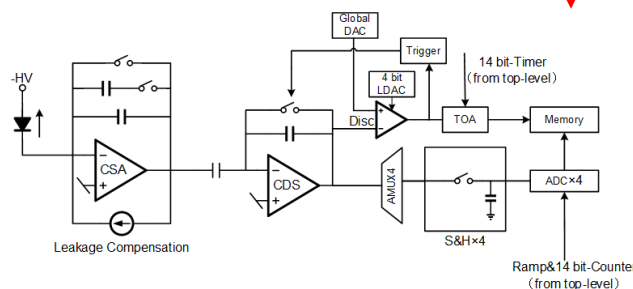 Global
DAC
Trigger
14 bit-Timer
(from top-level)
-HV
4 bit
LDAC
+
Disc
−
TOA
Memory
−
CSA
+
−
CDS
+
AMUX4
ADC×4
S&H×4
Leakage Compensation
Ramp&14 bit-Counter
(from top-level)